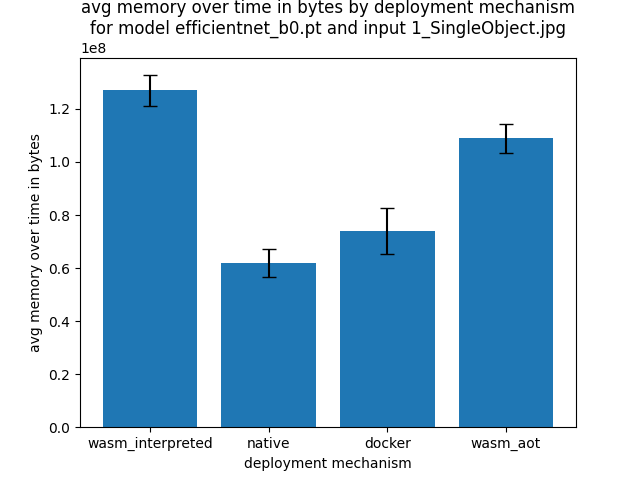 avg memory over time in bytes by deployment mechanism
for model efficientnet_b0.pt and input 1_SingleObject.jpg
1e8
1.2
1.0
0.8
0.6
0.4
0.2
0.0
avg memory over time in bytes
wasm_interpreted native docker wasm_aot
deployment mechanism